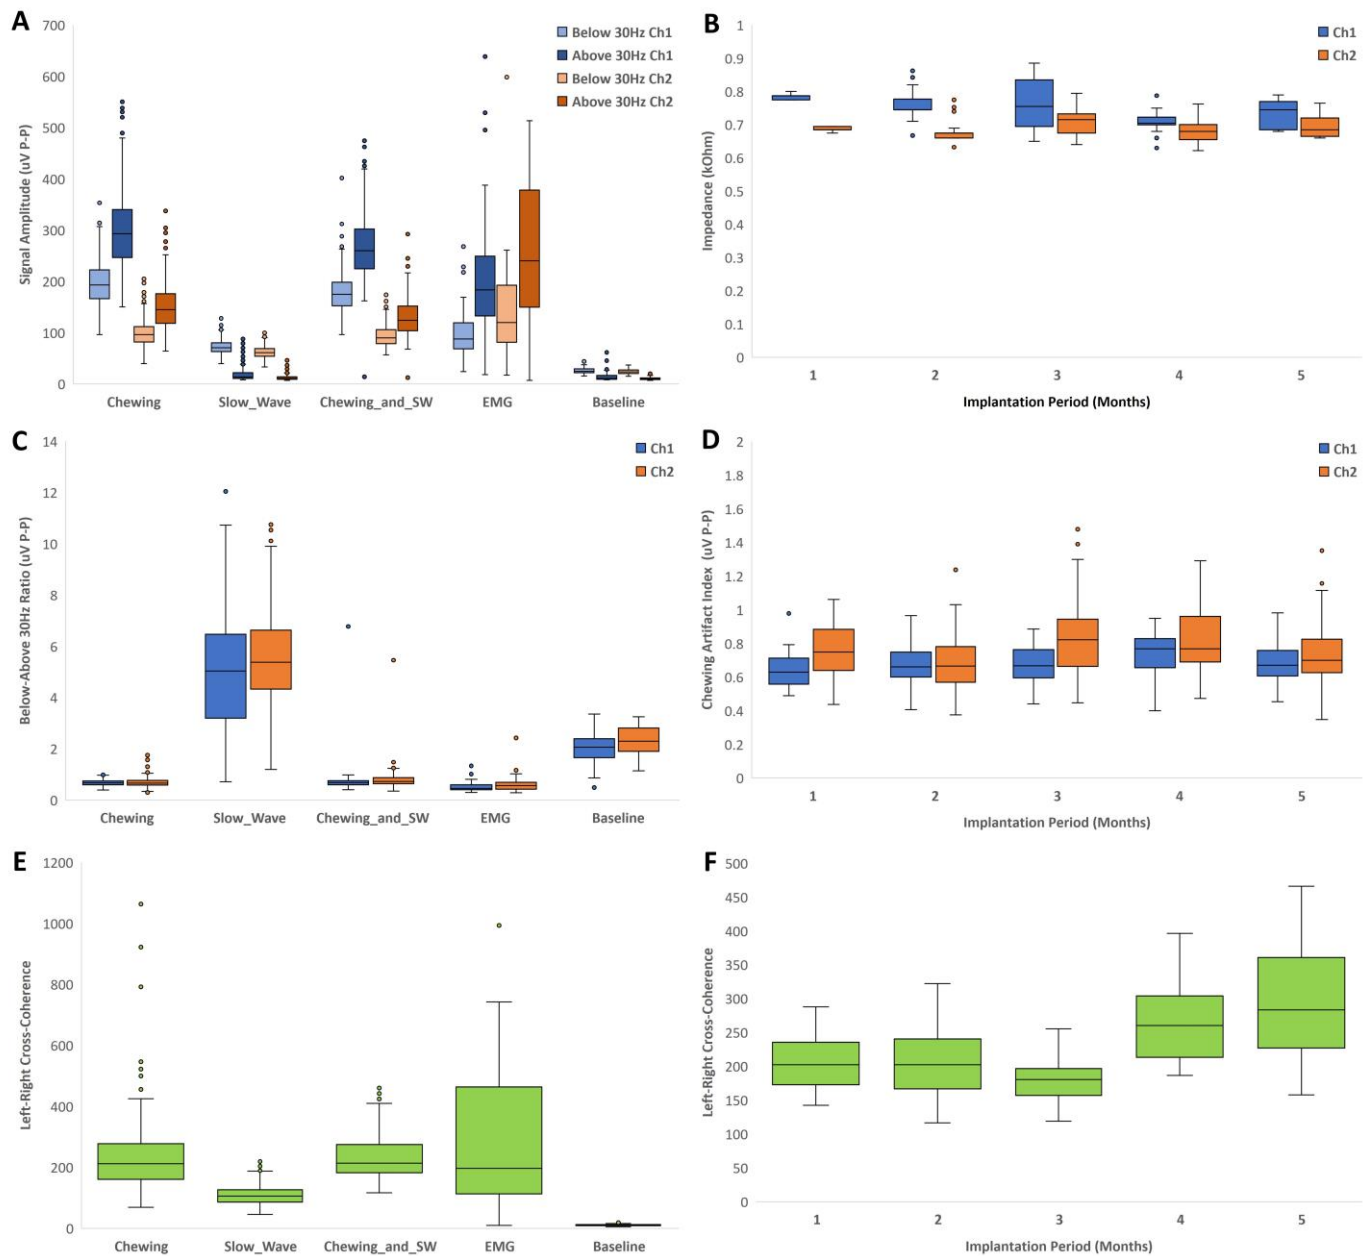 A
700
600
500
400
300
200
100
0
Signal Amplitude (uV P-P)
Below 30Hz Ch1
Above 30Hz Ch1
Below 30Hz Ch2
Above 30Hz Ch2
Chewing Slow_Wave Chewing_and_SW EMG Baseline
B
1
0.9
0.8
0.7
0.6
0.5
0.4
0.3
0.2
0.1
0
Impedance (kOhm)
Ch1
Ch2
1 2 3 4 5
Implantation Period (Months)
C
14
12
10
8
6
4
2
0
Below-Above 30Hz Ratio (uV P-P)
Ch1
Ch2
Chewing Slow_Wave Chewing_and_SW EMG Baseline
D
2
1.8
1.6
1.4
1.2
1
0.8
0.6
0.4
0.2
0
Chewing Artifact Index (uV P-P)
Ch1
Ch2
1 2 3 4 5
Implantation Period (Months)
E
1200
1000
800
600
400
200
0
Left-Right Cross-Coherence
Chewing Slow_Wave Chewing_and_SW EMG Baseline
F
500
450
400
350
300
250
200
150
100
50
0
Left-Right Cross-Coherence
1 2 3 4 5
Implantation Period (Months)